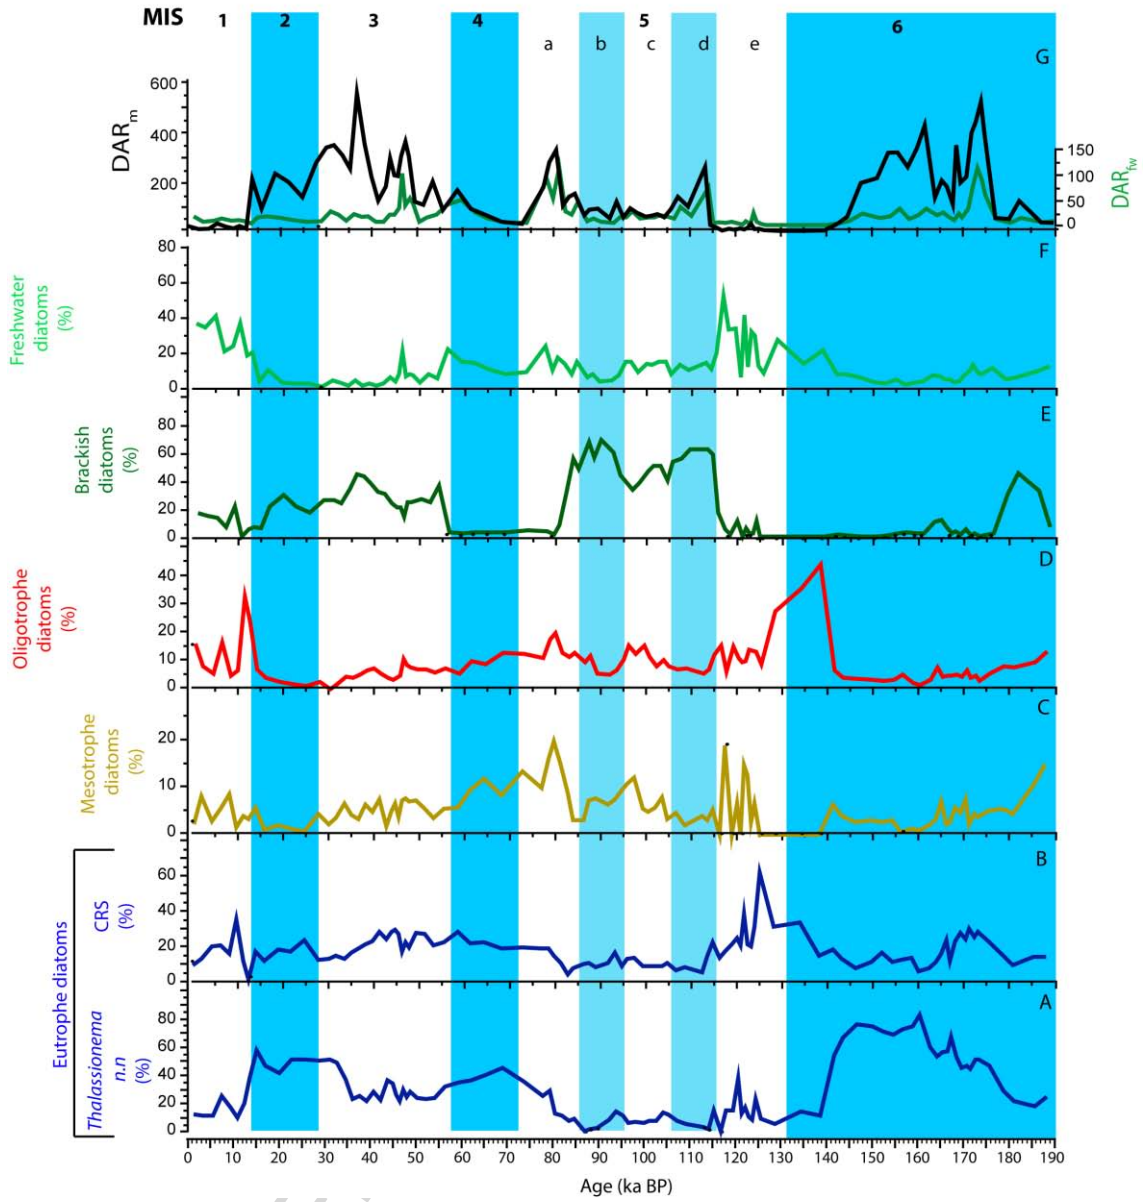 MIS 1 2 3 4 5 6
a b c d e
G
600
400
200
DAR_m
150
100
50
0
DAR_fw
F
80
60
40
20
0
Freshwater
diatoms
(%)
E
80
60
40
20
0
Brackish
diatoms
(%)
D
40
30
20
10
0
Oligotrophe
diatoms
(%)
C
20
10
0
Mesotrophe
diatoms
(%)
B
60
40
20
0
CRS
(%)
Eutrophe diatoms
A
80
60
40
20
0
Thalassionema
n.n
(%)
0 10 20 30 40 50 60 70 80 90 100 110 120 130 140 150 160 170 180 190
Age (ka BP)